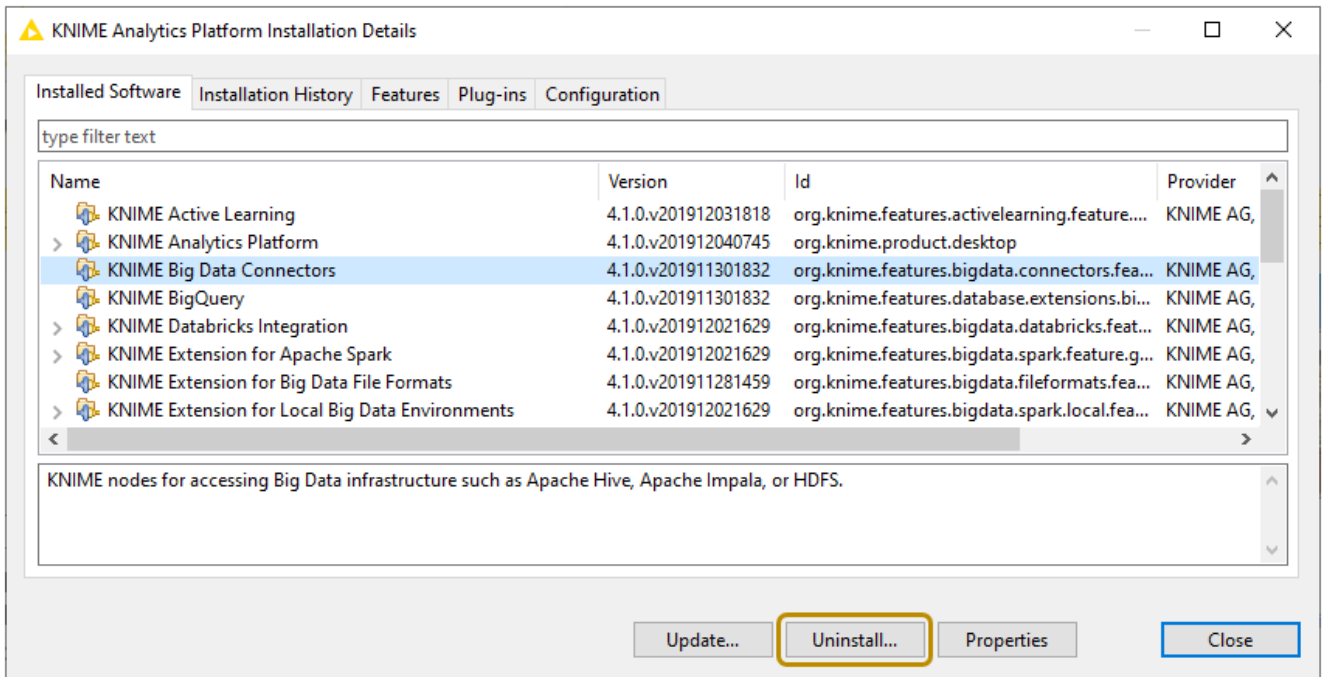 KNIME Analytics Platform Installation Details
Installed Software Installation History Features Plug-ins Configuration
type filter text
Name Version Id Provider
KNIME Active Learning 4.1.0.v201912031818 org.knime.features.activelearning.feature.... KNIME AG,
KNIME Analytics Platform 4.1.0.v201912040745 org.knime.product.desktop
KNIME Big Data Connectors 4.1.0.v201911301832 org.knime.features.bigdata.connectors.fea... KNIME AG,
KNIME BigQuery 4.1.0.v201911301832 org.knime.features.database.extensions.bi... KNIME AG,
KNIME Databricks Integration 4.1.0.v201912021629 org.knime.features.bigdata.databricks.feat... KNIME AG,
KNIME Extension for Apache Spark 4.1.0.v201912021629 org.knime.features.bigdata.spark.feature.g... KNIME AG,
KNIME Extension for Big Data File Formats 4.1.0.v201911281459 org.knime.features.bigdata.fileformats.fea... KNIME AG,
KNIME Extension for Local Big Data Environments 4.1.0.v201912021629 org.knime.features.bigdata.spark.local.fea... KNIME AG,
KNIME nodes for accessing Big Data infrastructure such as Apache Hive, Apache Impala, or HDFS.
Update... Uninstall... Properties Close